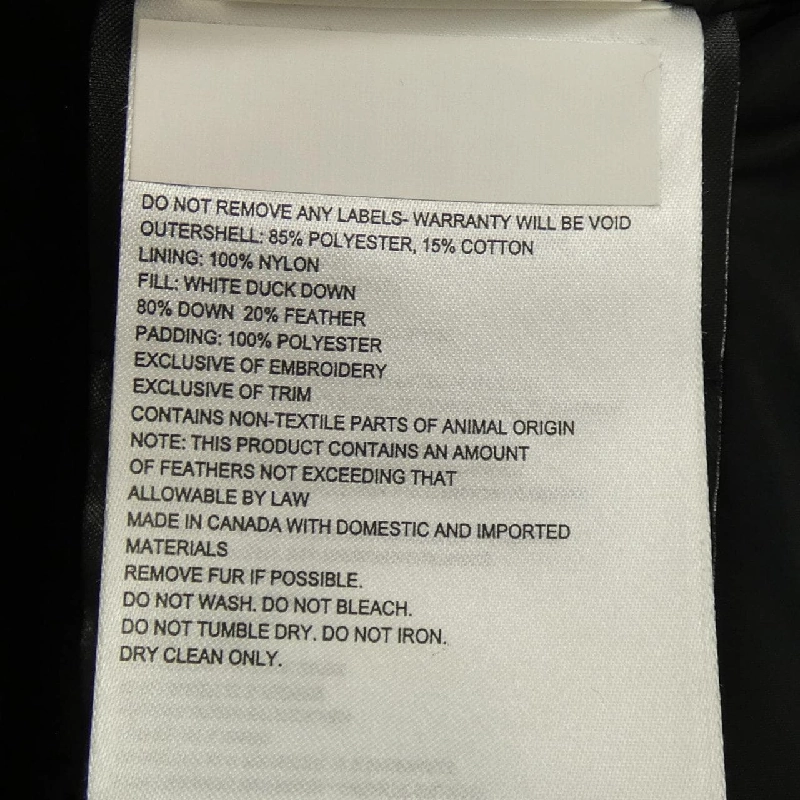 DO NOT REMOVE ANY LABELS- WARRANTY WILL BE VOID
OUTERSHELL: 85% POLYESTER, 15% COTTON
LINING: 100% NYLON
FILL: WHITE DUCK DOWN
80% DOWN 20% FEATHER
PADDING: 100% POLYESTER
EXCLUSIVE OF EMBROIDERY
EXCLUSIVE OF TRIM
CONTAINS NON-TEXTILE PARTS OF ANIMAL ORIGIN
NOTE: THIS PRODUCT CONTAINS AN AMOUNT
OF FEATHERS NOT EXCEEDING THAT
ALLOWABLE BY LAW
MADE IN CANADA WITH DOMESTIC AND IMPORTED
MATERIALS
REMOVE FUR IF POSSIBLE.
DO NOT WASH. DO NOT BLEACH.
DO NOT TUMBLE DRY. DO NOT IRON.
DRY CLEAN ONLY.